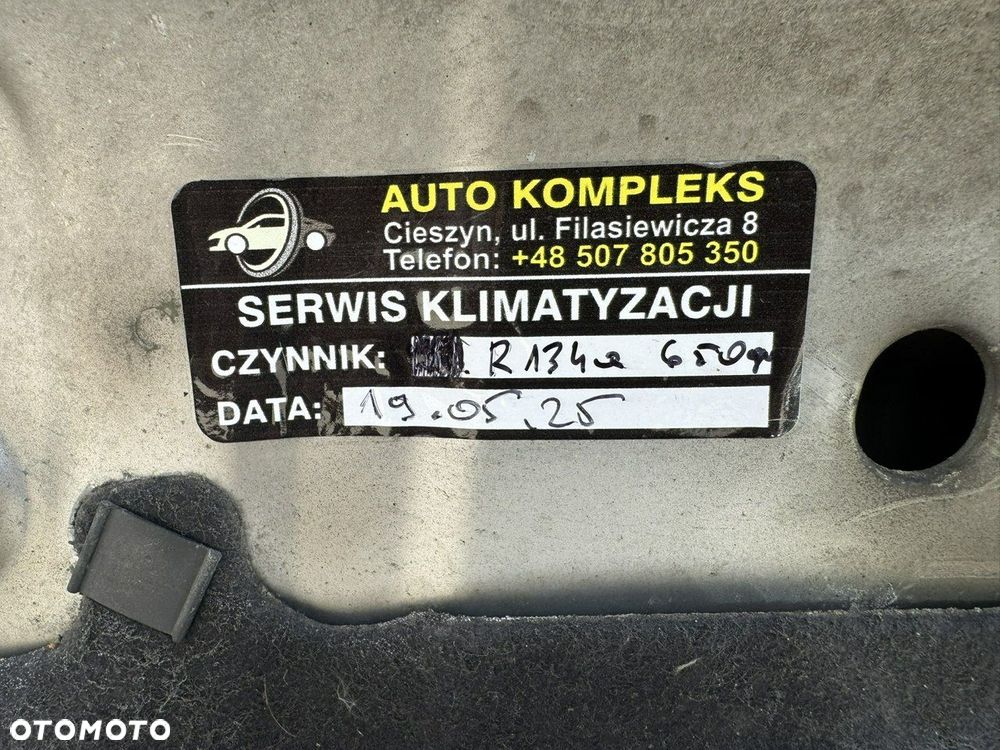 AUTO KOMPLEKS
Cieszyn, ul. Filasiewicza 8
Telefon: +48 507 805 350
SERWIS KLIMATYZACJI
CZYNNIK: R134a 650gr
DATA: 19.05.25
OTOMOTO